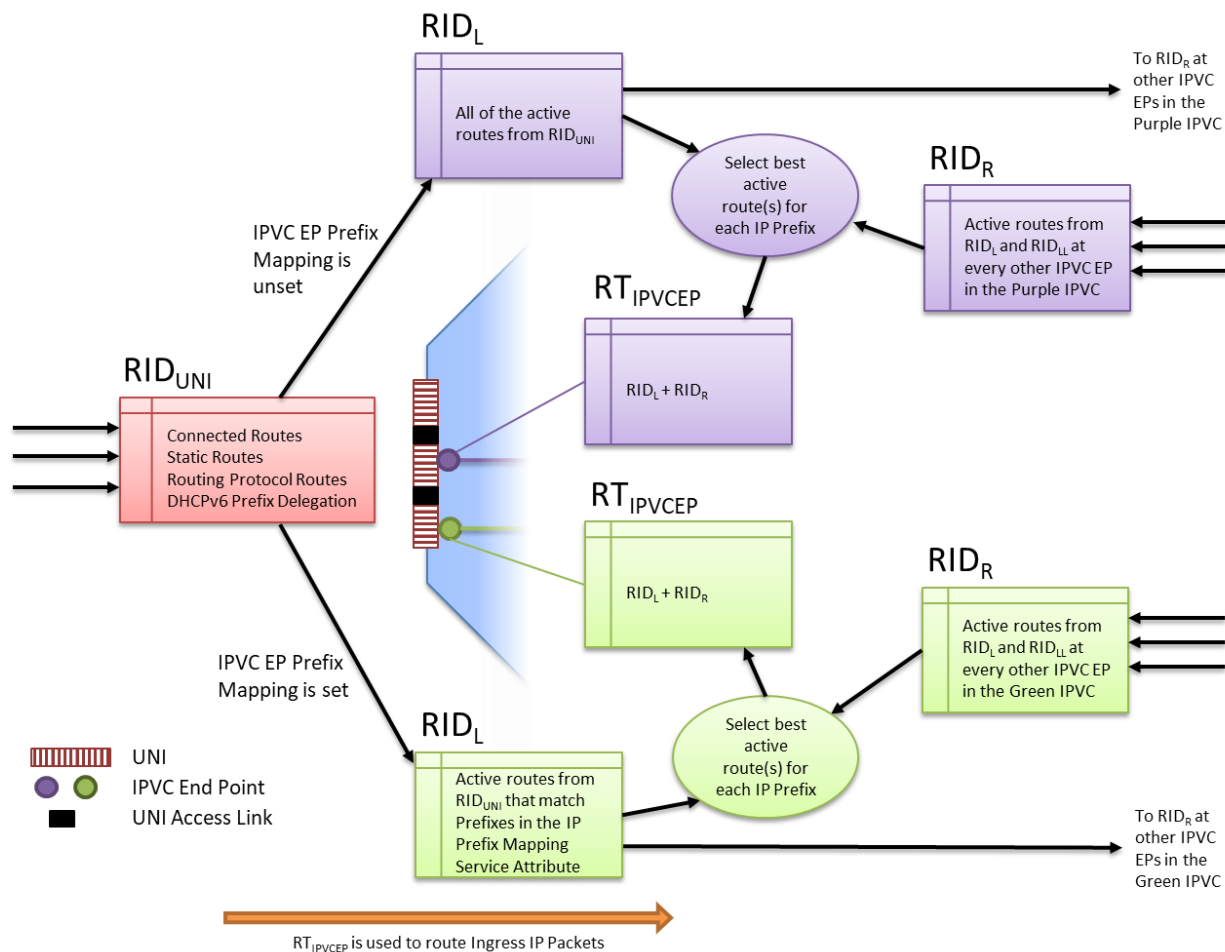 RID_L
All of the active
routes from RID_UNI
To RID_R at
other IPVC
EPs in the
Purple IPVC
Select best
active
route(s) for
each IP Prefix
RID_R
Active routes from
RID_L and RID_LL at
every other IPVC EP
in the Purple IPVC
IPVC EP Prefix
Mapping is
unset
RT_IPVCEP
RID_L + RID_R
RID_UNI
Connected Routes
Static Routes
Routing Protocol Routes
DHCPv6 Prefix Delegation
RT_IPVCEP
RID_L + RID_R
RID_R
Active routes from
RID_L and RID_LL at
every other IPVC EP
in the Green IPVC
IPVC EP Prefix
Mapping is set
RID_L
Active routes from
RID_UNI that match
Prefixes in the IP
Prefix Mapping
Service Attribute
Select best
active
route(s) for
each IP Prefix
To RID_R at
other IPVC
EPs in the
Green IPVC
UNI
IPVC End Point
UNI Access Link
RT_IPVCEP is used to route Ingress IP Packets